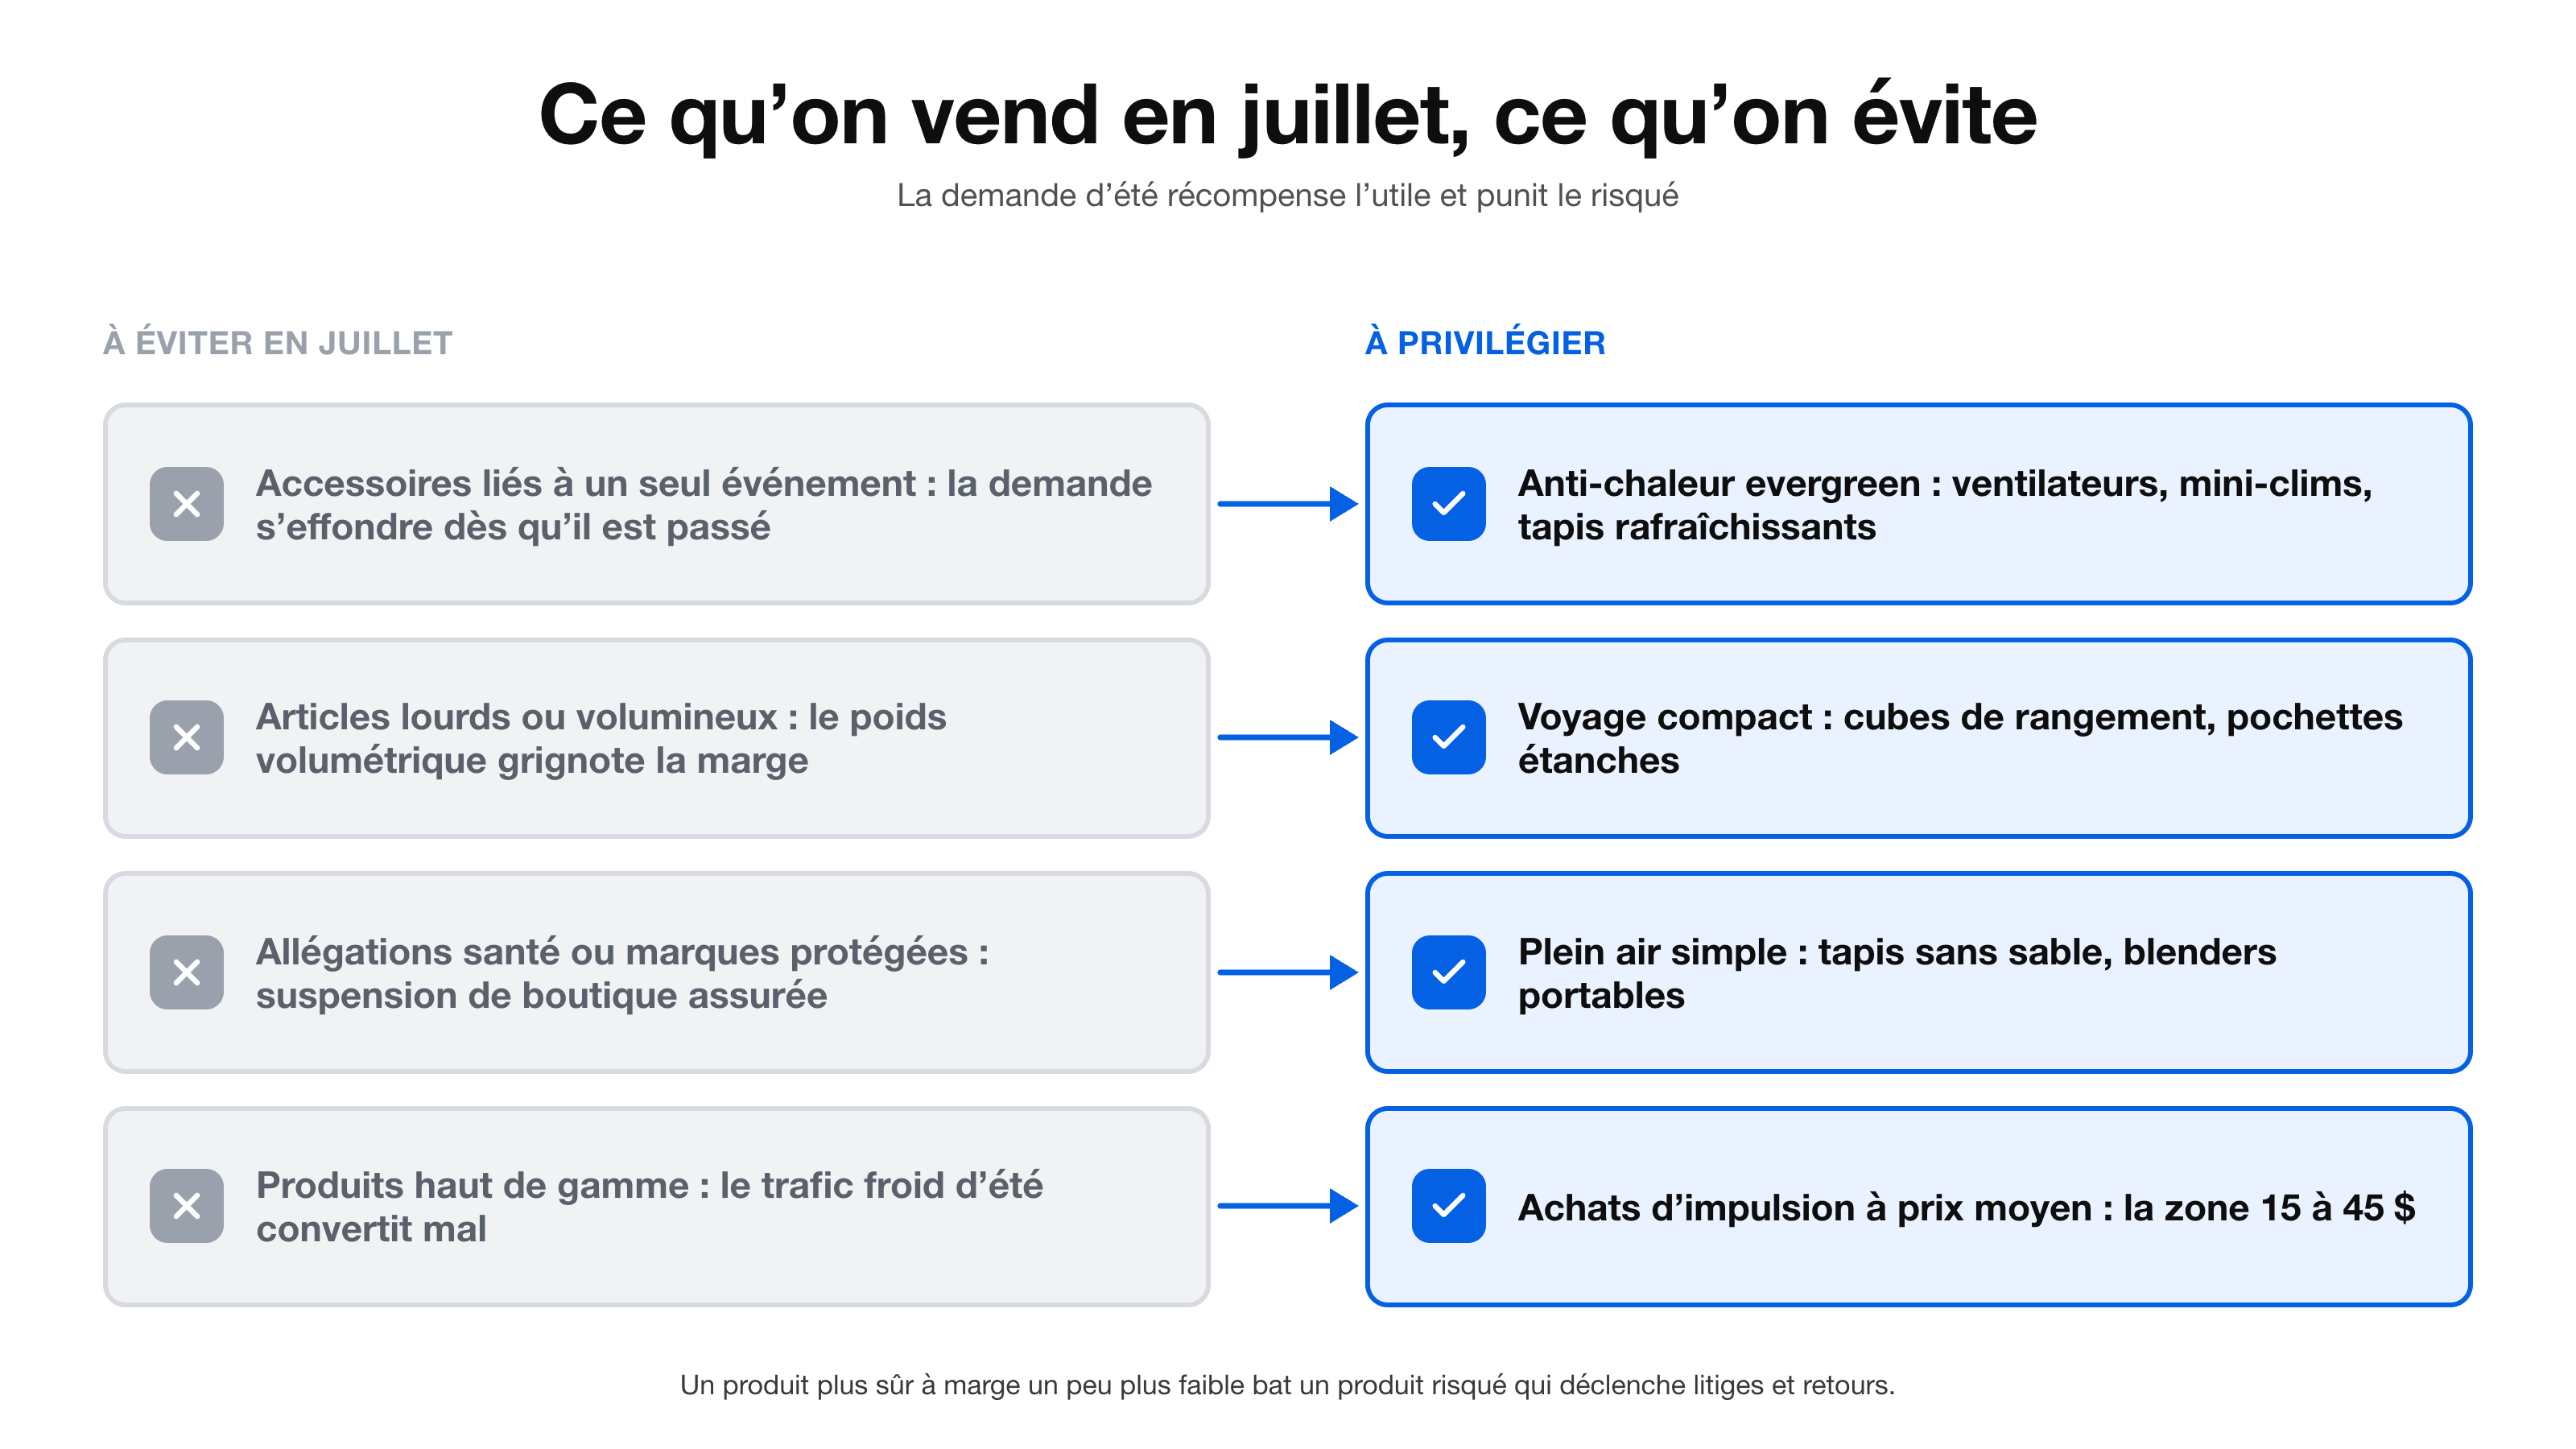 Ce qu’on vend en juillet, ce qu’on évite
La demande d’été récompense l’utile et punit le risqué
À ÉVITER EN JUILLET
À PRIVILÉGIER
Accessoires liés à un seul événement : la demande
s’effondre dès qu’il est passé
Anti-chaleur evergreen : ventilateurs, mini-clims,
tapis rafraîchissants
Articles lourds ou volumineux : le poids
volumétrique grignote la marge
Voyage compact : cubes de rangement, pochettes
étanches
Allégations santé ou marques protégées :
suspension de boutique assurée
Plein air simple : tapis sans sable, blenders
portables
Produits haut de gamme : le trafic froid d’été
convertit mal
Achats d’impulsion à prix moyen : la zone 15 à 45 $
Un produit plus sûr à marge un peu plus faible bat un produit risqué qui déclenche litiges et retours.